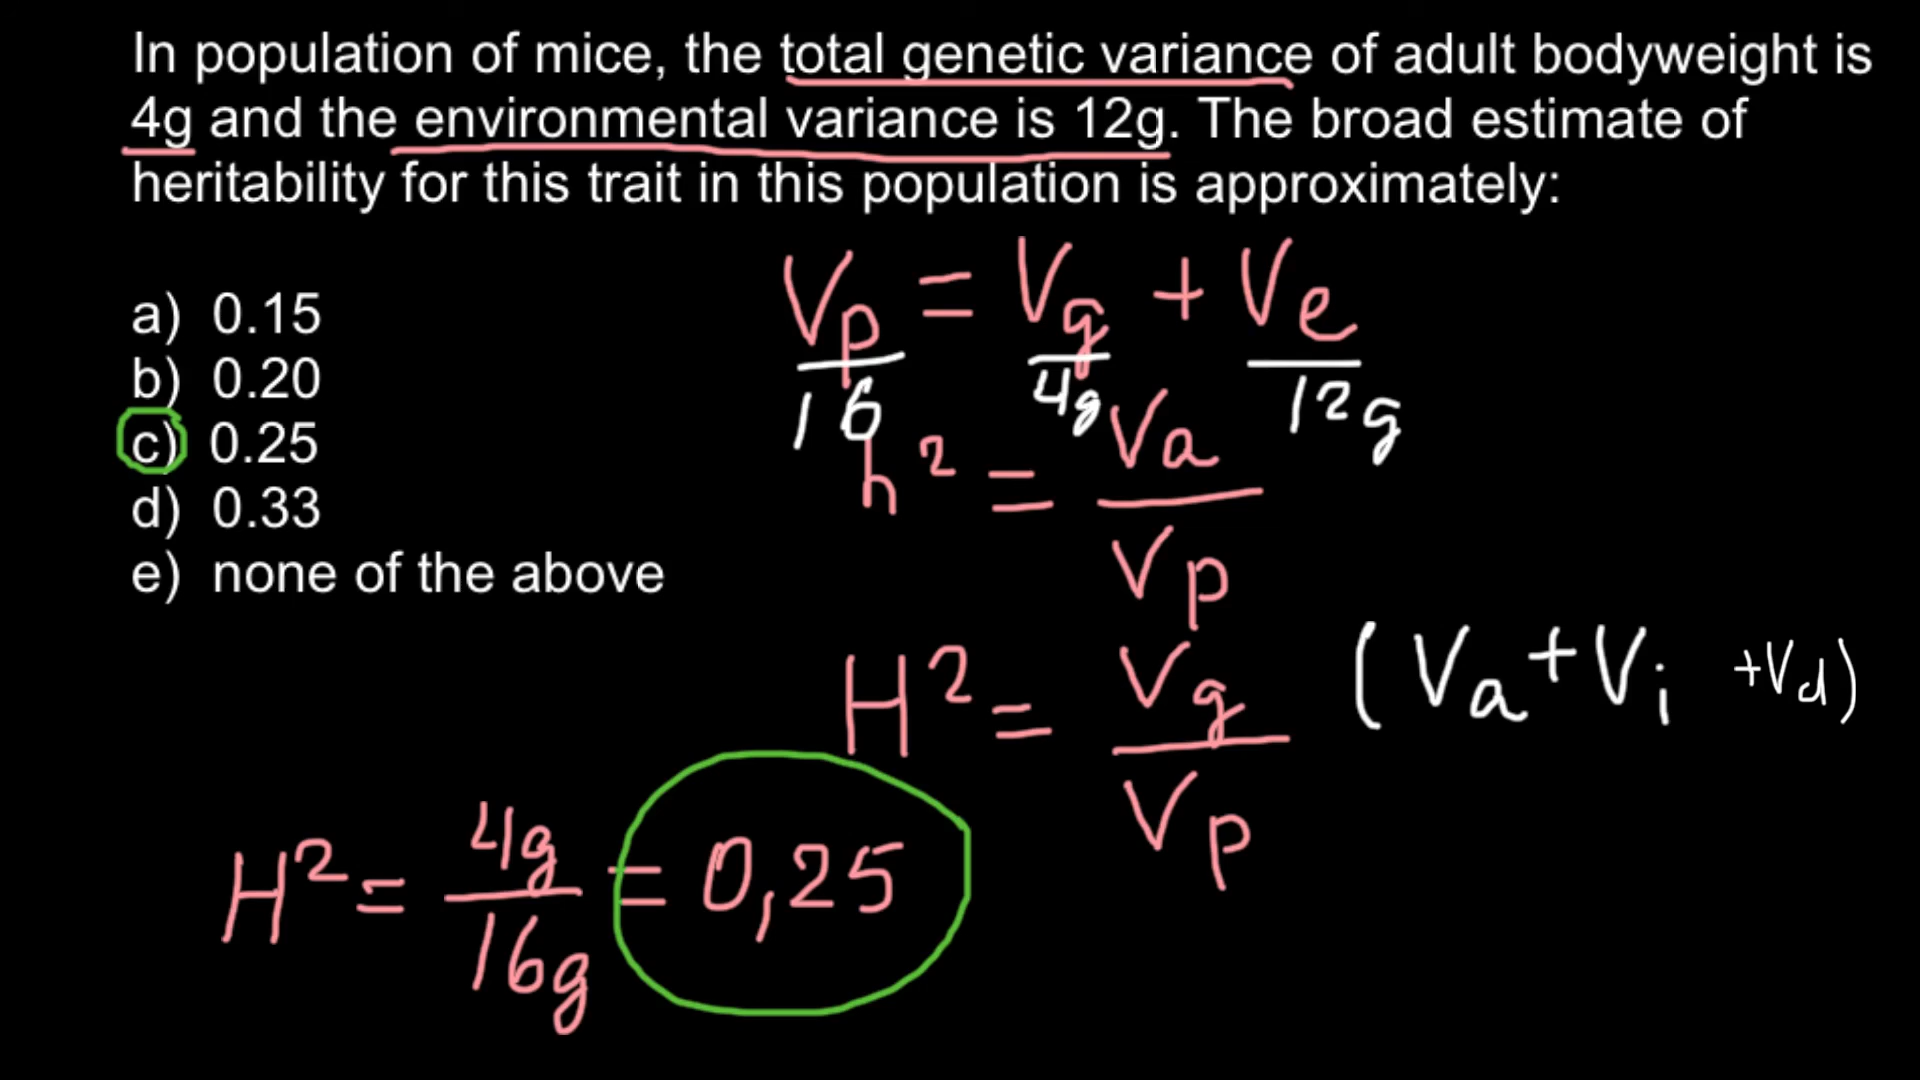 In population of mice, the total genetic variance of adult bodyweight is
4g and the environmental variance is 12g. The broad estimate of
heritability for this trait in this population is approximately:
a) 0.15
b) 0.20
c) 0.25
d) 0.33
e) none of the above
Vp = Vg + Ve
16 4g 12g
h² = Va
Vp
H² = Vg (Va + Vi + Vd)
Vp
H² = 4g = 0,25
16g